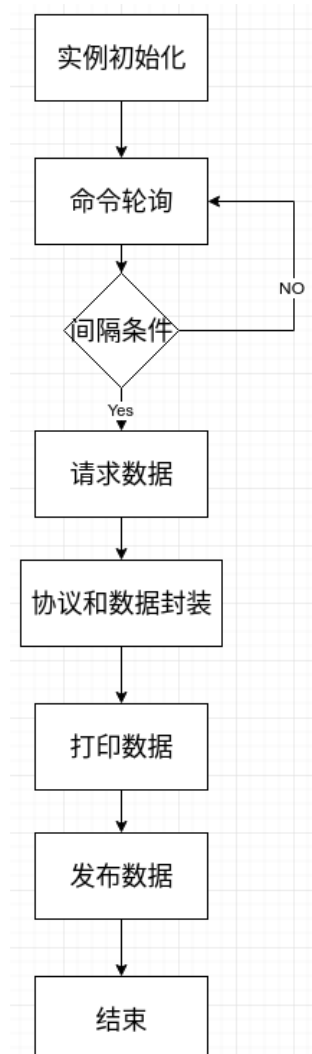 实例初始化
命令轮询
间隔条件
NO
Yes
请求数据
协议和数据封装
打印数据
发布数据
结束